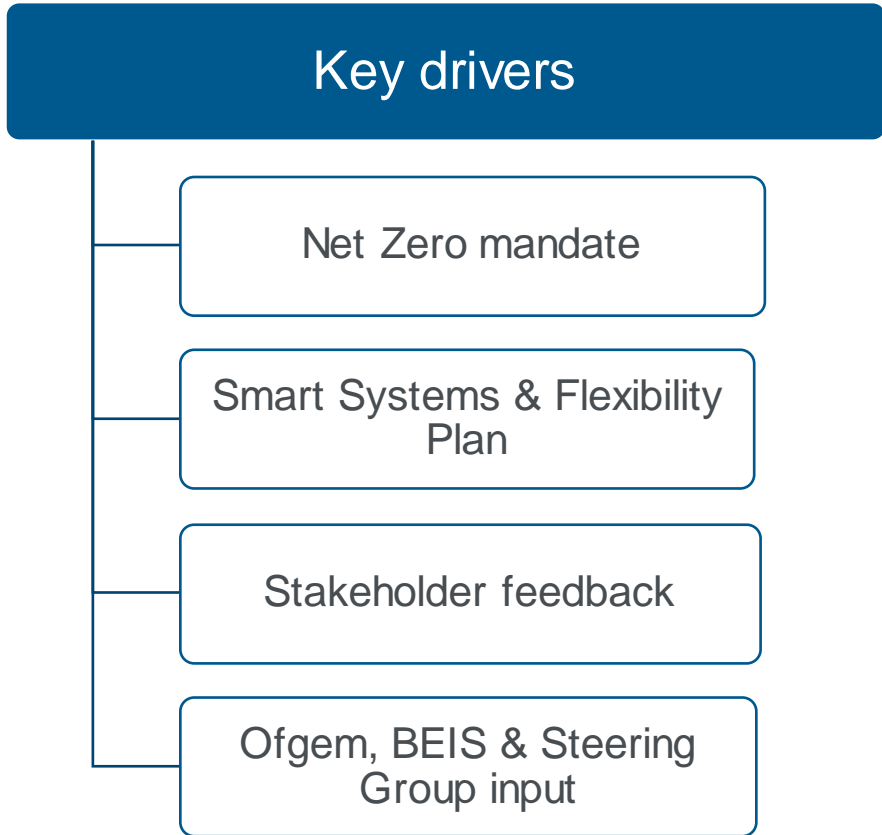 Key drivers
Net Zero mandate
Smart Systems & Flexibility
Plan
Stakeholder feedback
Ofgem, BEIS & Steering
Group input